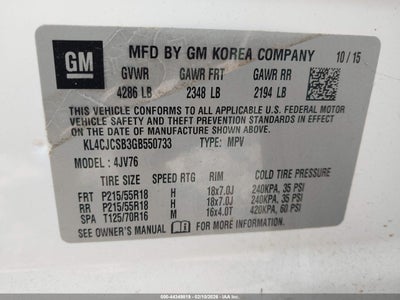 GM
MFD BY GM KOREA COMPANY 10/15
GVWR GAWR FRT GAWR RR
4286 LB 2348 LB 2194 LB
THIS VEHICLE CONFORMS TO ALL APPLICABLE U.S. FEDERAL MOTOR
VEHICLE SAFETY AND THEFT PREVENTION STANDARDS IN
EFFECT ON THE DATE OF MANUFACTURE SHOWN ABOVE.
KL4CJCSB3GB550733 TYPE: MPV
MODEL: 4JV76
TIRE SIZE SPEED RTG RIM COLD TIRE PRESSURE
FRT P215/55R18 H 18x7.0J 240KPA, 35 PSI
RR P215/55R18 H 18x7.0J 240KPA, 35 PSI
SPA T125/70R16 M 16x4.0T 420KPA, 60 PSI
SEE OWNER'S MANUAL FOR ADDITIONAL INFORMATION.